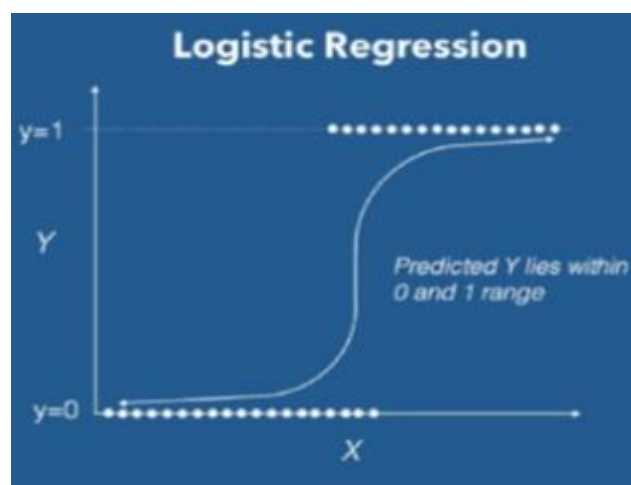 Logistic Regression
y=1
Y
Predicted Y lies within
0 and 1 range
y=0
X